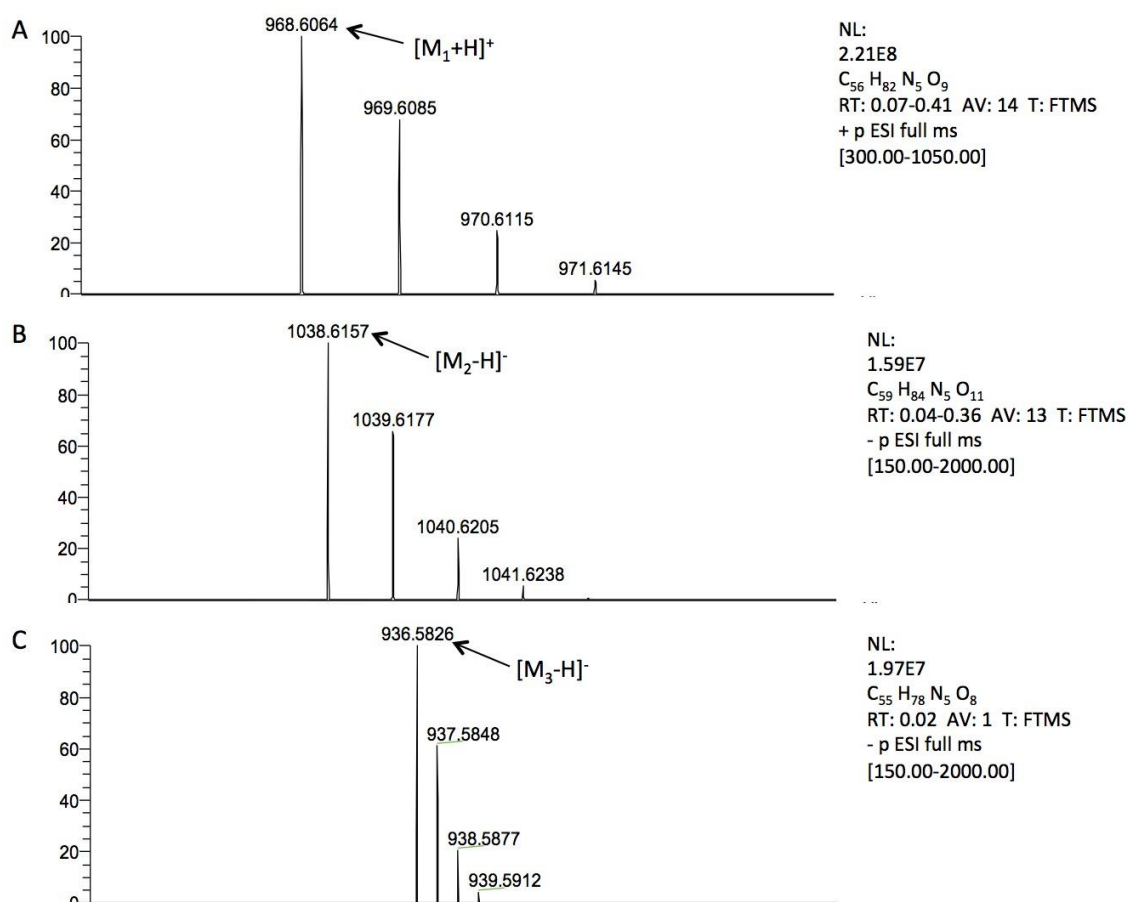 A
968.6064
[M₁+H]⁺
969.6085
970.6115
971.6145
100
80
60
40
20
0
NL:
2.21E8
C₅₆ H₈₂ N₅ O₉
RT: 0.07-0.41 AV: 14 T: FTMS
+ p ESI full ms
[300.00-1050.00]
B
1038.6157
[M₂-H]⁻
1039.6177
1040.6205
1041.6238
100
80
60
40
20
0
NL:
1.59E7
C₅₉ H₈₄ N₅ O₁₁
RT: 0.04-0.36 AV: 13 T: FTMS
- p ESI full ms
[150.00-2000.00]
C
936.5826
[M₃-H]⁻
937.5848
938.5877
939.5912
100
80
60
40
20
0
NL:
1.97E7
C₅₅ H₇₈ N₅ O₈
RT: 0.02 AV: 1 T: FTMS
- p ESI full ms
[150.00-2000.00]